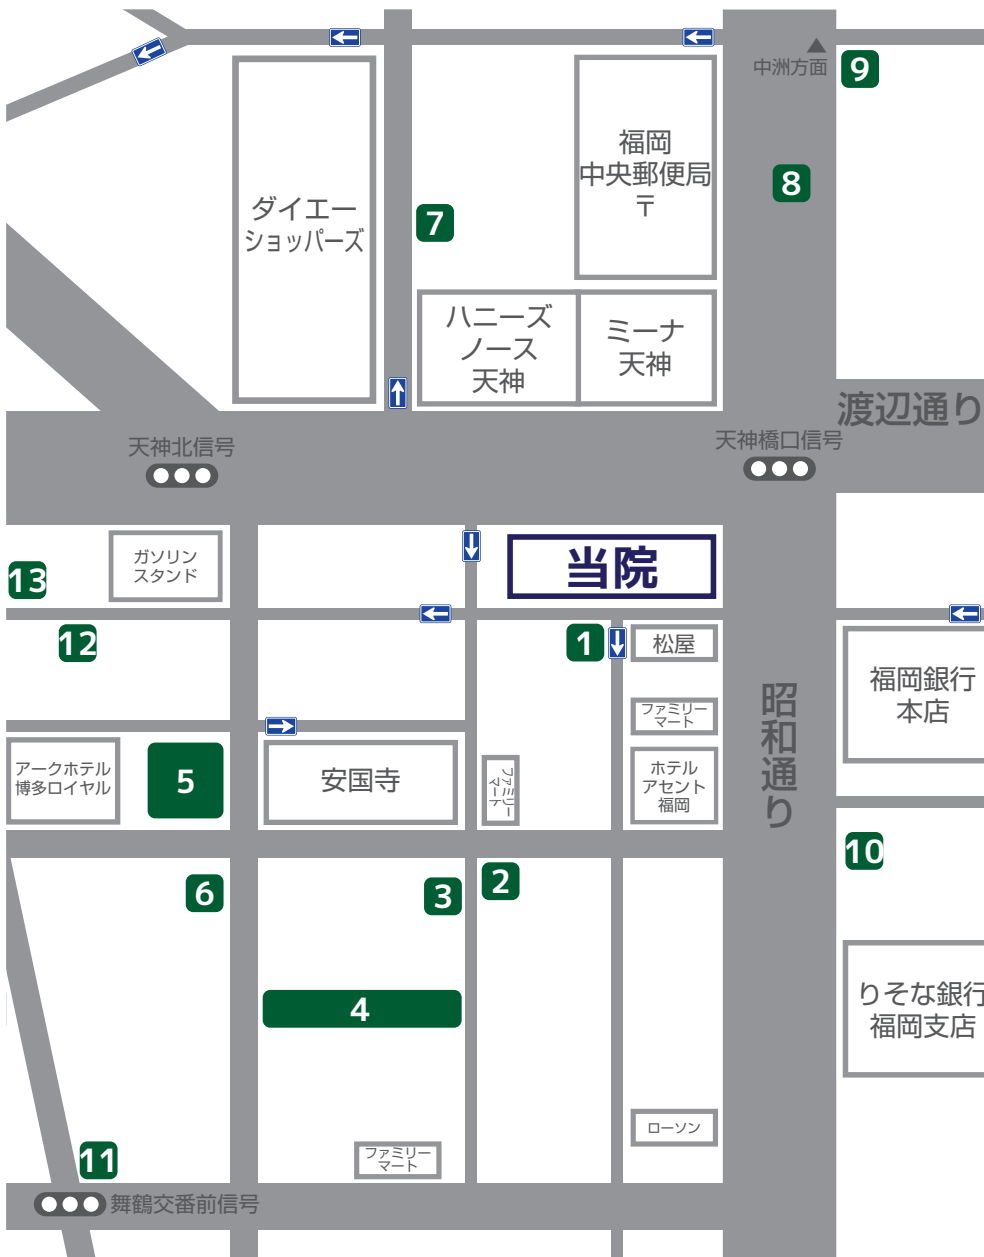 ▲
中洲方面
9
福岡
中央郵便局
〒
8
ダイエー
ショッパーズ
7
ハニーズ
ノース
天神
ミーナ
天神
渡辺通り
天神北信号
天神橋口信号
ガソリン
スタンド
当院
13
12
1
松屋
福岡銀行
本店
昭和通り
ファミリー
マート
アークホテル
博多ロイヤル
5
安国寺
ファミリー
マート
ホテル
アセント
福岡
10
6
3
2
4
りそな銀行
福岡支店
ローソン
11
ファミリー
マート
舞鶴交番前信号